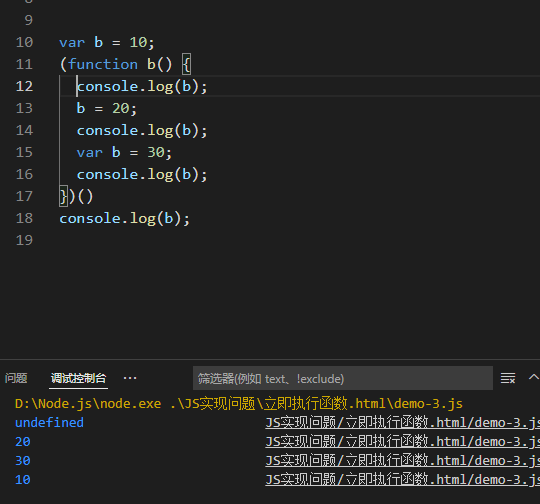 9
10 var b = 10;
11 (function b() {
12 console.log(b);
13 b = 20;
14 console.log(b);
15 var b = 30;
16 console.log(b);
17 })()
18 console.log(b);
19
问题 调试控制台 ··· 筛选器(例如 text、!exclude)
D:\Node.js\node.exe .\JS实现问题\立即执行函数.html\demo-3.js
undefined JS实现问题/立即执行函数.html/demo-3.js
20 JS实现问题/立即执行函数.html/demo-3.js
30 JS实现问题/立即执行函数.html/demo-3.js
10 JS实现问题/立即执行函数.html/demo-3.js